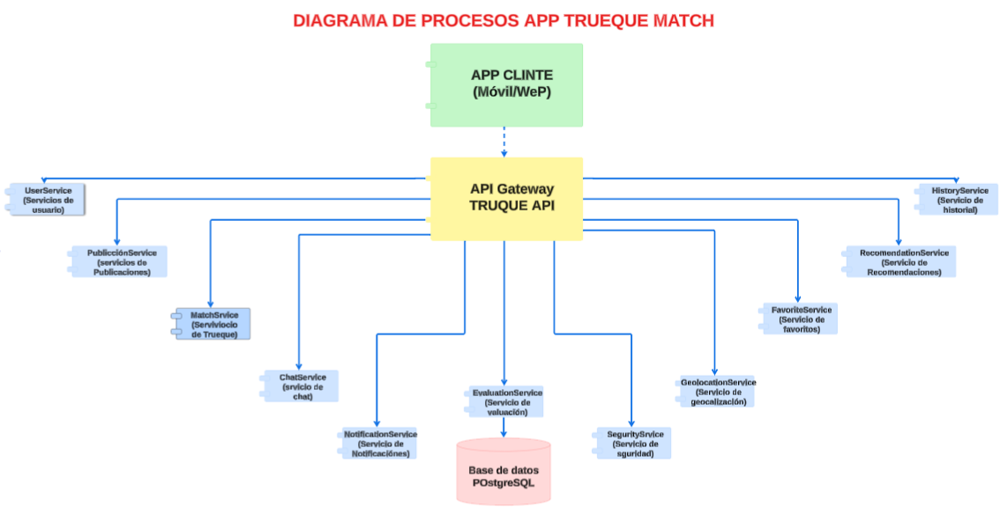 DIAGRAMA DE PROCESOS APP TRUEQUE MATCH
APP CLINTE
(Móvil/WeP)
API Gateway
TRUQUE API
UserService
(Servicios de
usuario)
HistoryService
(Servicio de
historial)
PublicciónService
(servicios de
Publicaciones)
RecomendationService
(Servicio de
Recomendaciones)
MatchSrvice
(Serviviocio
de Trueque)
FavoriteService
(Servicio de
favoritos)
ChatService
(srvicio de
chat)
GeolocationService
(Servicio de
geocalización)
EvaluationService
(Servicio de
valuación)
NotificationService
(Servicio de
Notificaciónes)
SeguritySrvice
(Servicio de
sguridad)
Base de datos
POstgreSQL